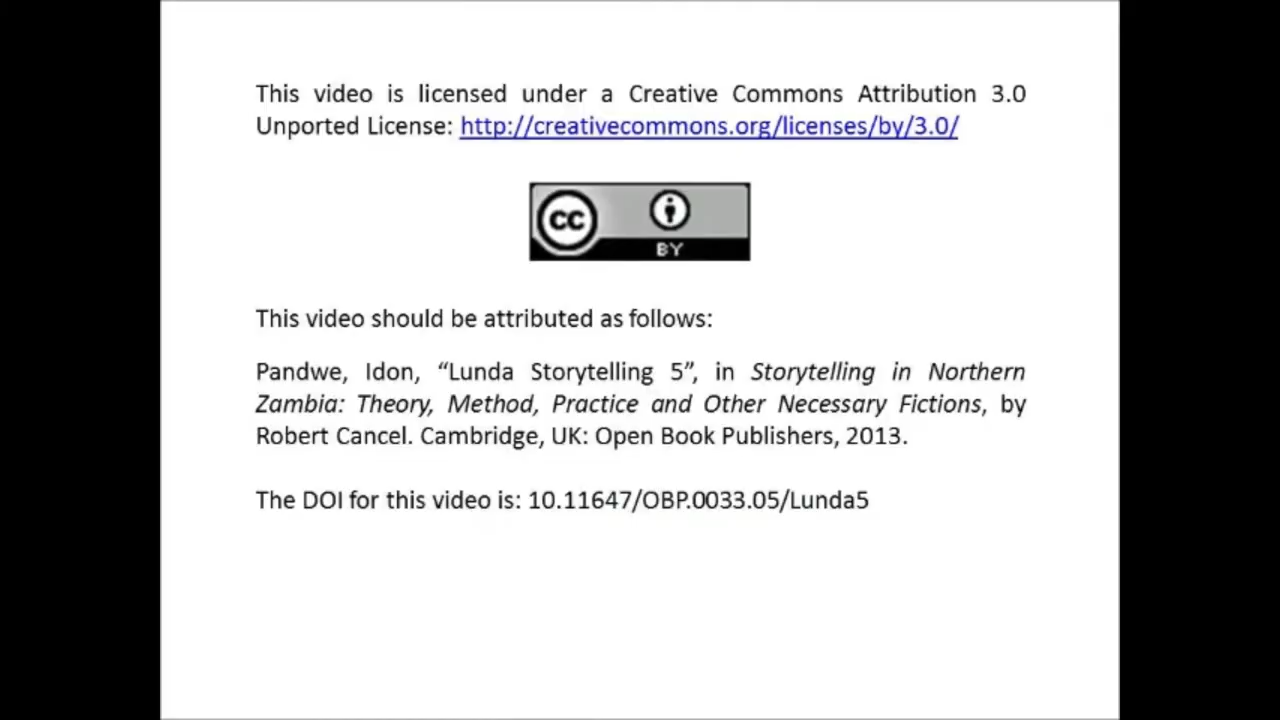 This video is licensed under a Creative Commons Attribution 3.0
Unported License: http://creativecommons.org/licenses/by/3.0/
CC
BY
This video should be attributed as follows:
Pandwe, Idon, “Lunda Storytelling 5”, in Storytelling in Northern
Zambia: Theory, Method, Practice and Other Necessary Fictions, by
Robert Cancel. Cambridge, UK: Open Book Publishers, 2013.
The DOI for this video is: 10.11647/OBP.0033.05/Lunda5